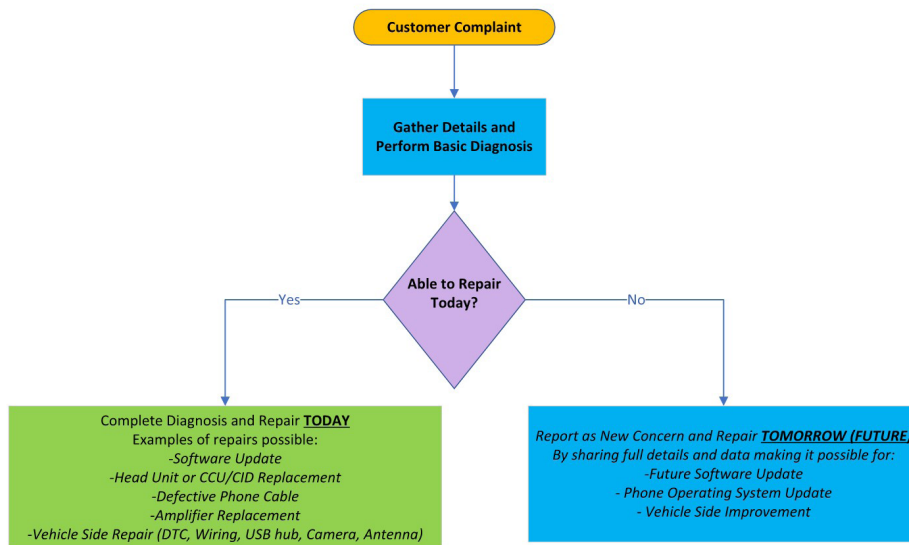 Customer Complaint
Gather Details and
Perform Basic Diagnosis
Able to Repair
Today?
Yes
No
Complete Diagnosis and Repair TODAY
Examples of repairs possible:
-Software Update
-Head Unit or CCU/CID Replacement
-Defective Phone Cable
-Amplifier Replacement
-Vehicle Side Repair (DTC, Wiring, USB hub, Camera, Antenna)
Report as New Concern and Repair TOMORROW (FUTURE)
By sharing full details and data making it possible for:
-Future Software Update
- Phone Operating System Update
- Vehicle Side Improvement